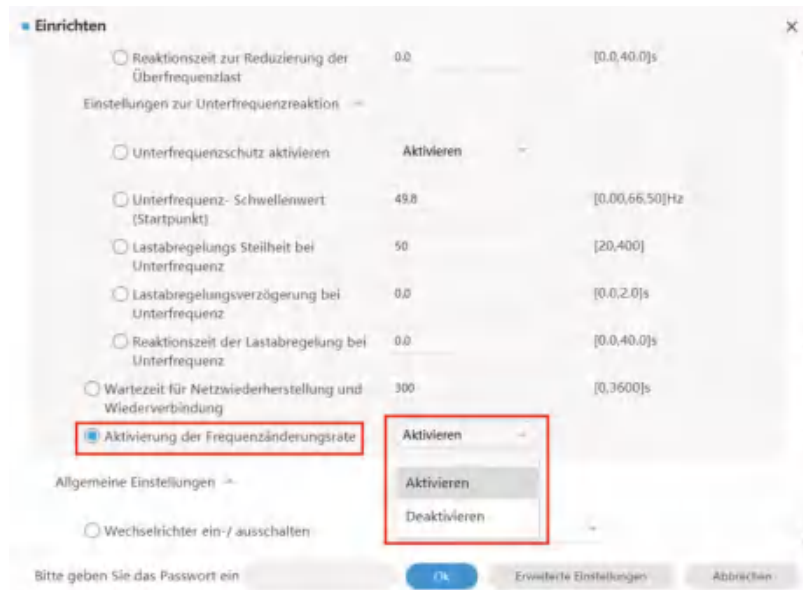 Einrichten
Reaktionszeit zur Reduzierung der 0.0 [0.0,40.0]s
Überfrequenzlast
Einstellungen zur Unterfrequenzreaktion
Unterfrequenzschutz aktivieren Aktivieren
Unterfrequenz- Schwellenwert 49.8 [0.00,66.50]Hz
(Startpunkt)
Lastabregelungs Steilheit bei 50 [20,400]
Unterfrequenz
Lastabregelungsverzögerung bei 0.0 [0.0,2.0]s
Unterfrequenz
Reaktionszeit der Lastabregelung bei 0.0 [0.0,40.0]s
Unterfrequenz
Wartezeit für Netzwiederherstellung und 300 [0,3600]s
Wiederverbindung
Aktivierung der Frequenzänderungsrate Aktivieren
Allgemeine Einstellungen Aktivieren
Deaktivieren
Wechselrichter ein-/ ausschalten
Bitte geben Sie das Passwort ein Ok Erweiterte Einstellungen Abbrechen